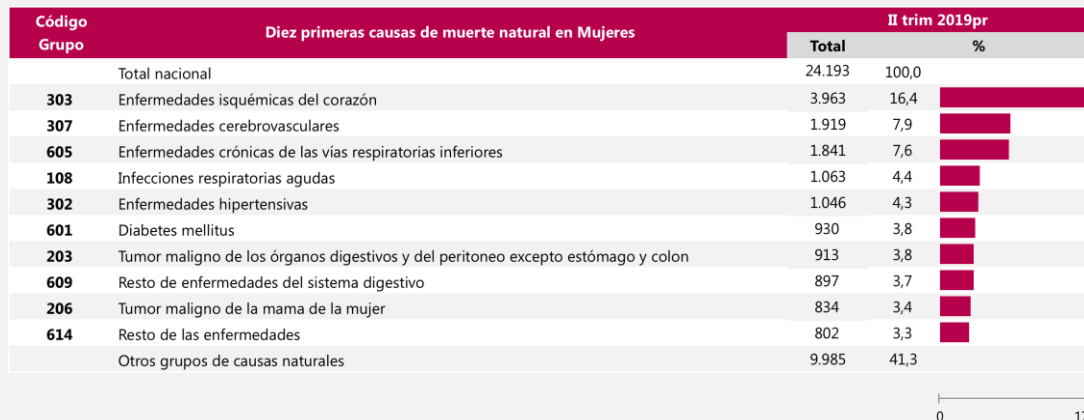 Código Grupo Diez primeras causas de muerte natural en Mujeres II trim 2019pr
Total %
Total nacional 24.193 100,0
303 Enfermedades isquémicas del corazón 3.963 16,4
307 Enfermedades cerebrovasculares 1.919 7,9
605 Enfermedades crónicas de las vías respiratorias inferiores 1.841 7,6
108 Infecciones respiratorias agudas 1.063 4,4
302 Enfermedades hipertensivas 1.046 4,3
601 Diabetes mellitus 930 3,8
203 Tumor maligno de los órganos digestivos y del peritoneo excepto estómago y colon 913 3,8
609 Resto de enfermedades del sistema digestivo 897 3,7
206 Tumor maligno de la mama de la mujer 834 3,4
614 Resto de las enfermedades 802 3,3
Otros grupos de causas naturales 9.985 41,3
0